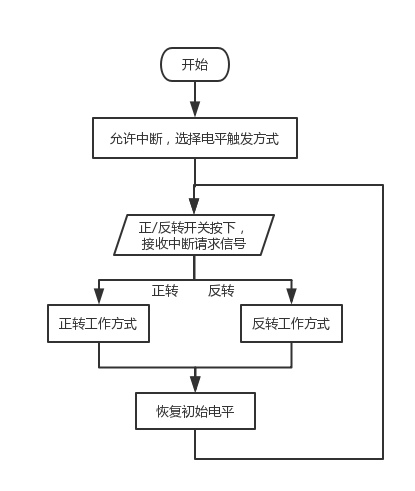 开始
允许中断，选择电平触发方式
正/反转开关按下，
接收中断请求信号
正转
反转
正转工作方式
反转工作方式
恢复初始电平